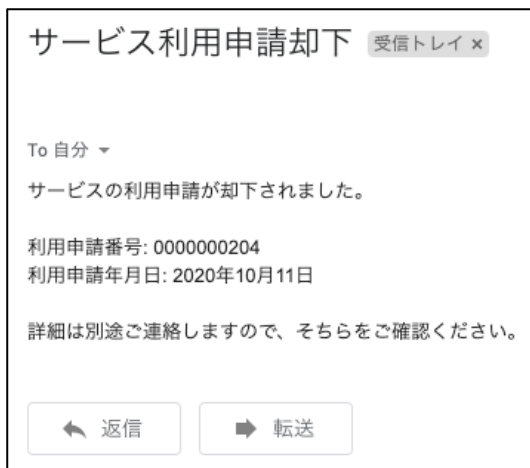 サービス利用申請却下 受信トレイ ×
To 自分
サービスの利用申請が却下されました。
利用申請番号: 0000000204
利用申請年月日: 2020年10月11日
詳細は別途ご連絡しますので、そちらをご確認ください。
返信 転送